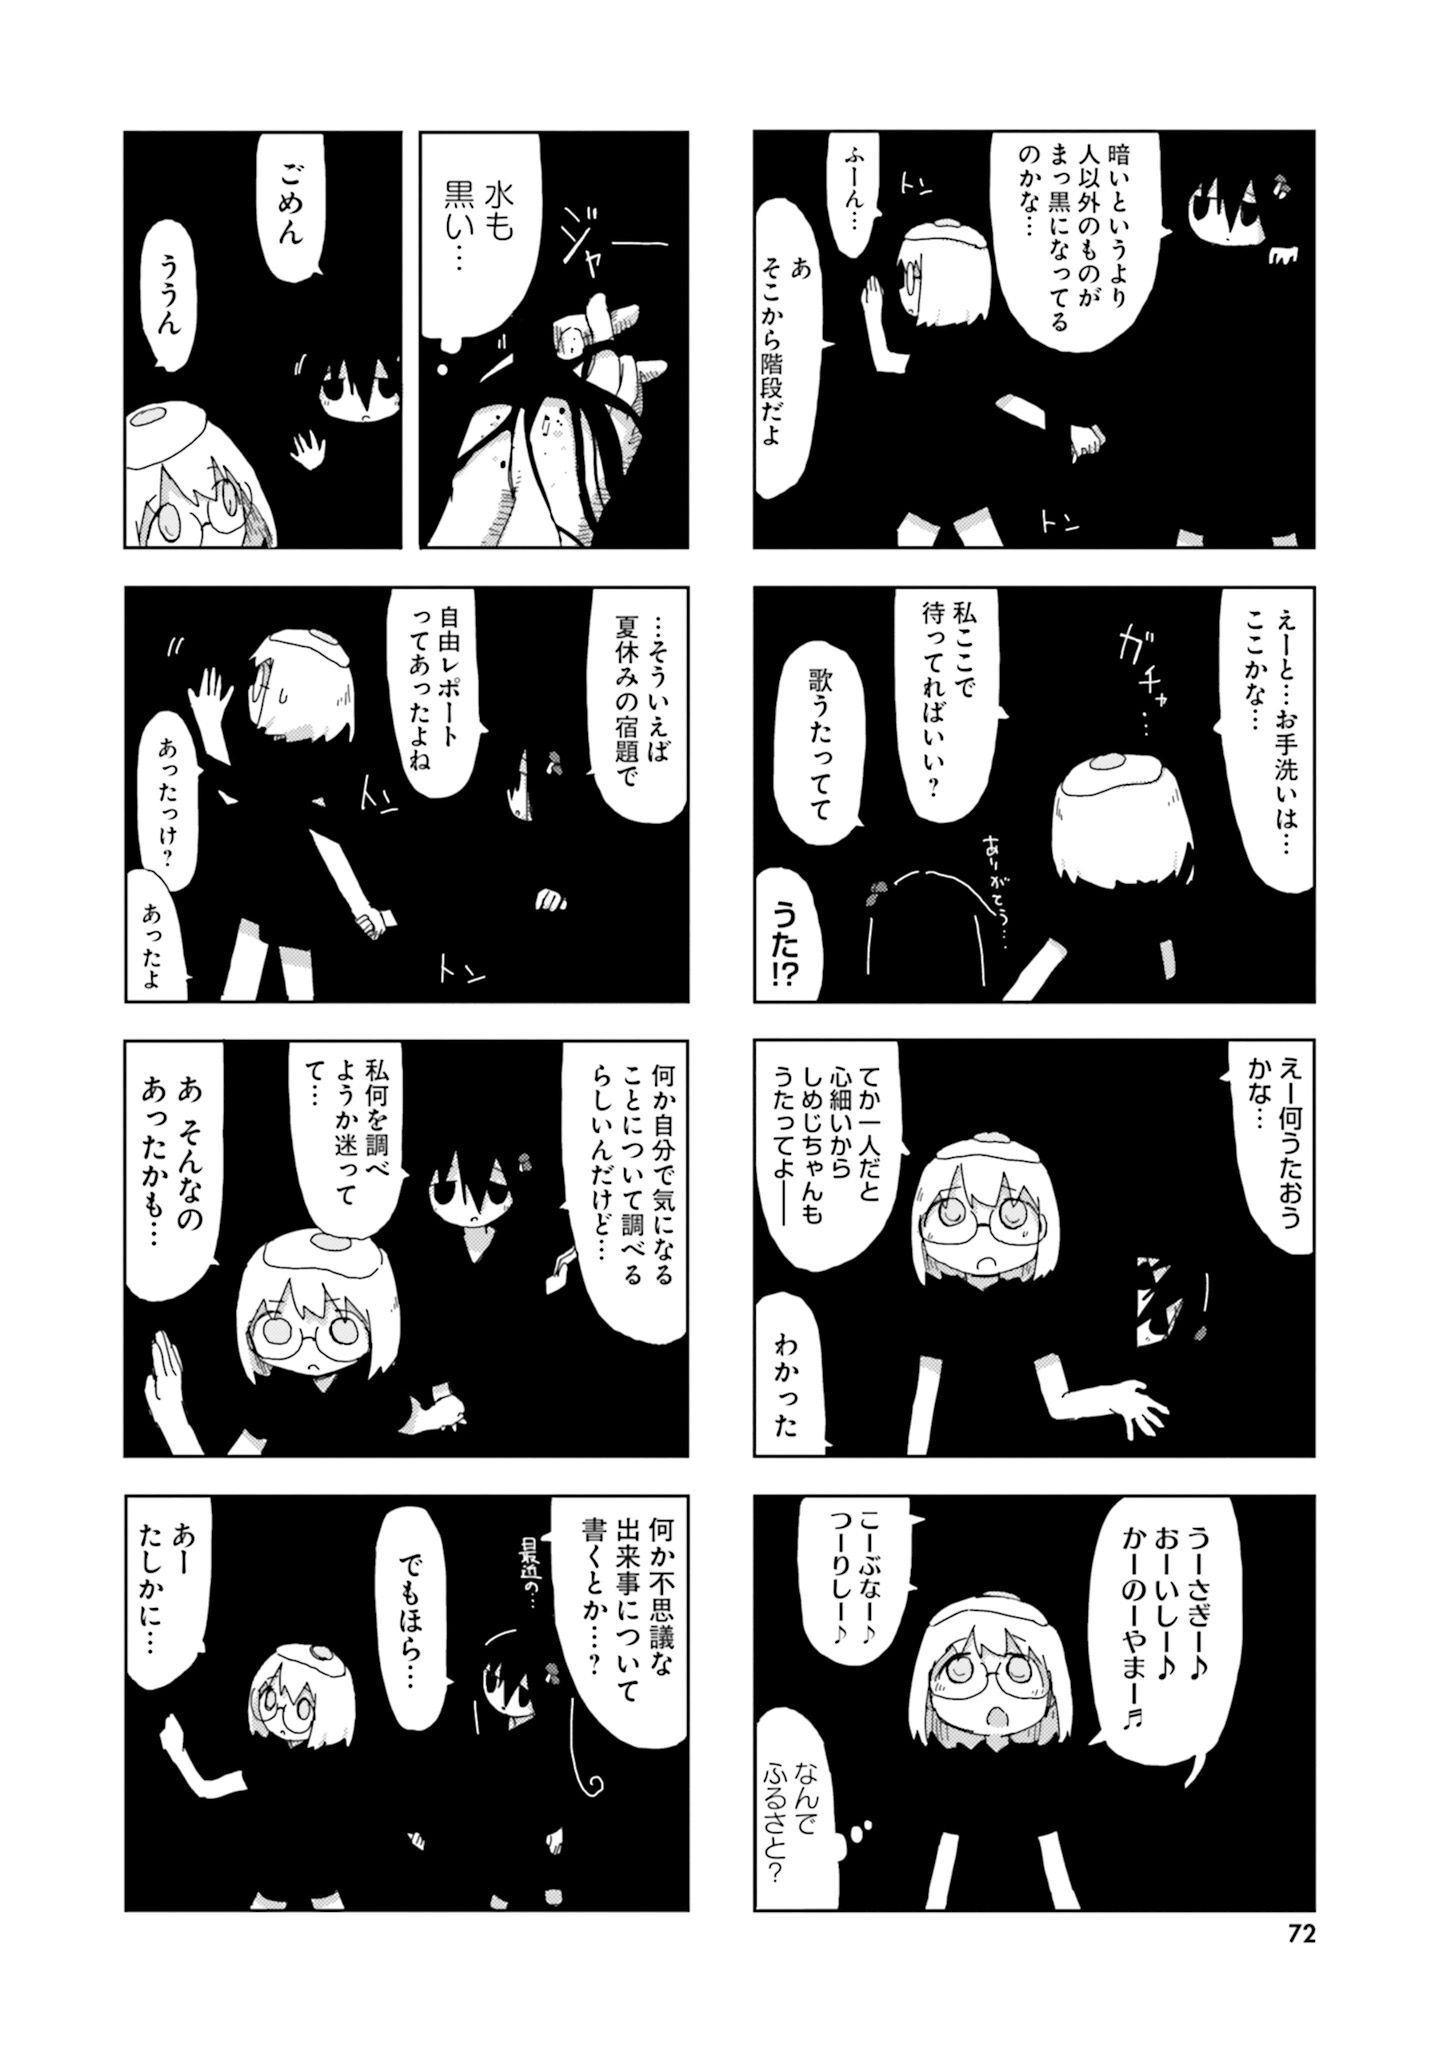 暗いというより
人以外のものが
まっ黒になってる
のかな…
トン
ふーん…
あ
そこから階段だよ
トン
えーと…お手洗いは…
ここかな…
ガチャ…
私ここで
待ってればいい？
歌うたってて
ありがてう…
うた!?
えー何うたおう
かな…
てか一人だと
心細いから
しめじちゃんも
うたってよ――
わかった
うーさぎー♪
おーいしー♪
かーのーやまー♬
こーぶなー♪
つーりしー♪
なんで
ふるさと？
ジャー
水も
黒い…
ごめん
ううん
…そういえば
夏休みの宿題で
自由レポート
ってあったよね
トン
あったっけ？
トン
あったよ
何か自分で気になる
ことについて調べる
らしいんだけど…
私何を調べ
ようか迷って
て…
あ そんなの
あったかも…
何か不思議な
出来事について
書くとか…？
最近の…
でもほら…
あー
たしかに…
72